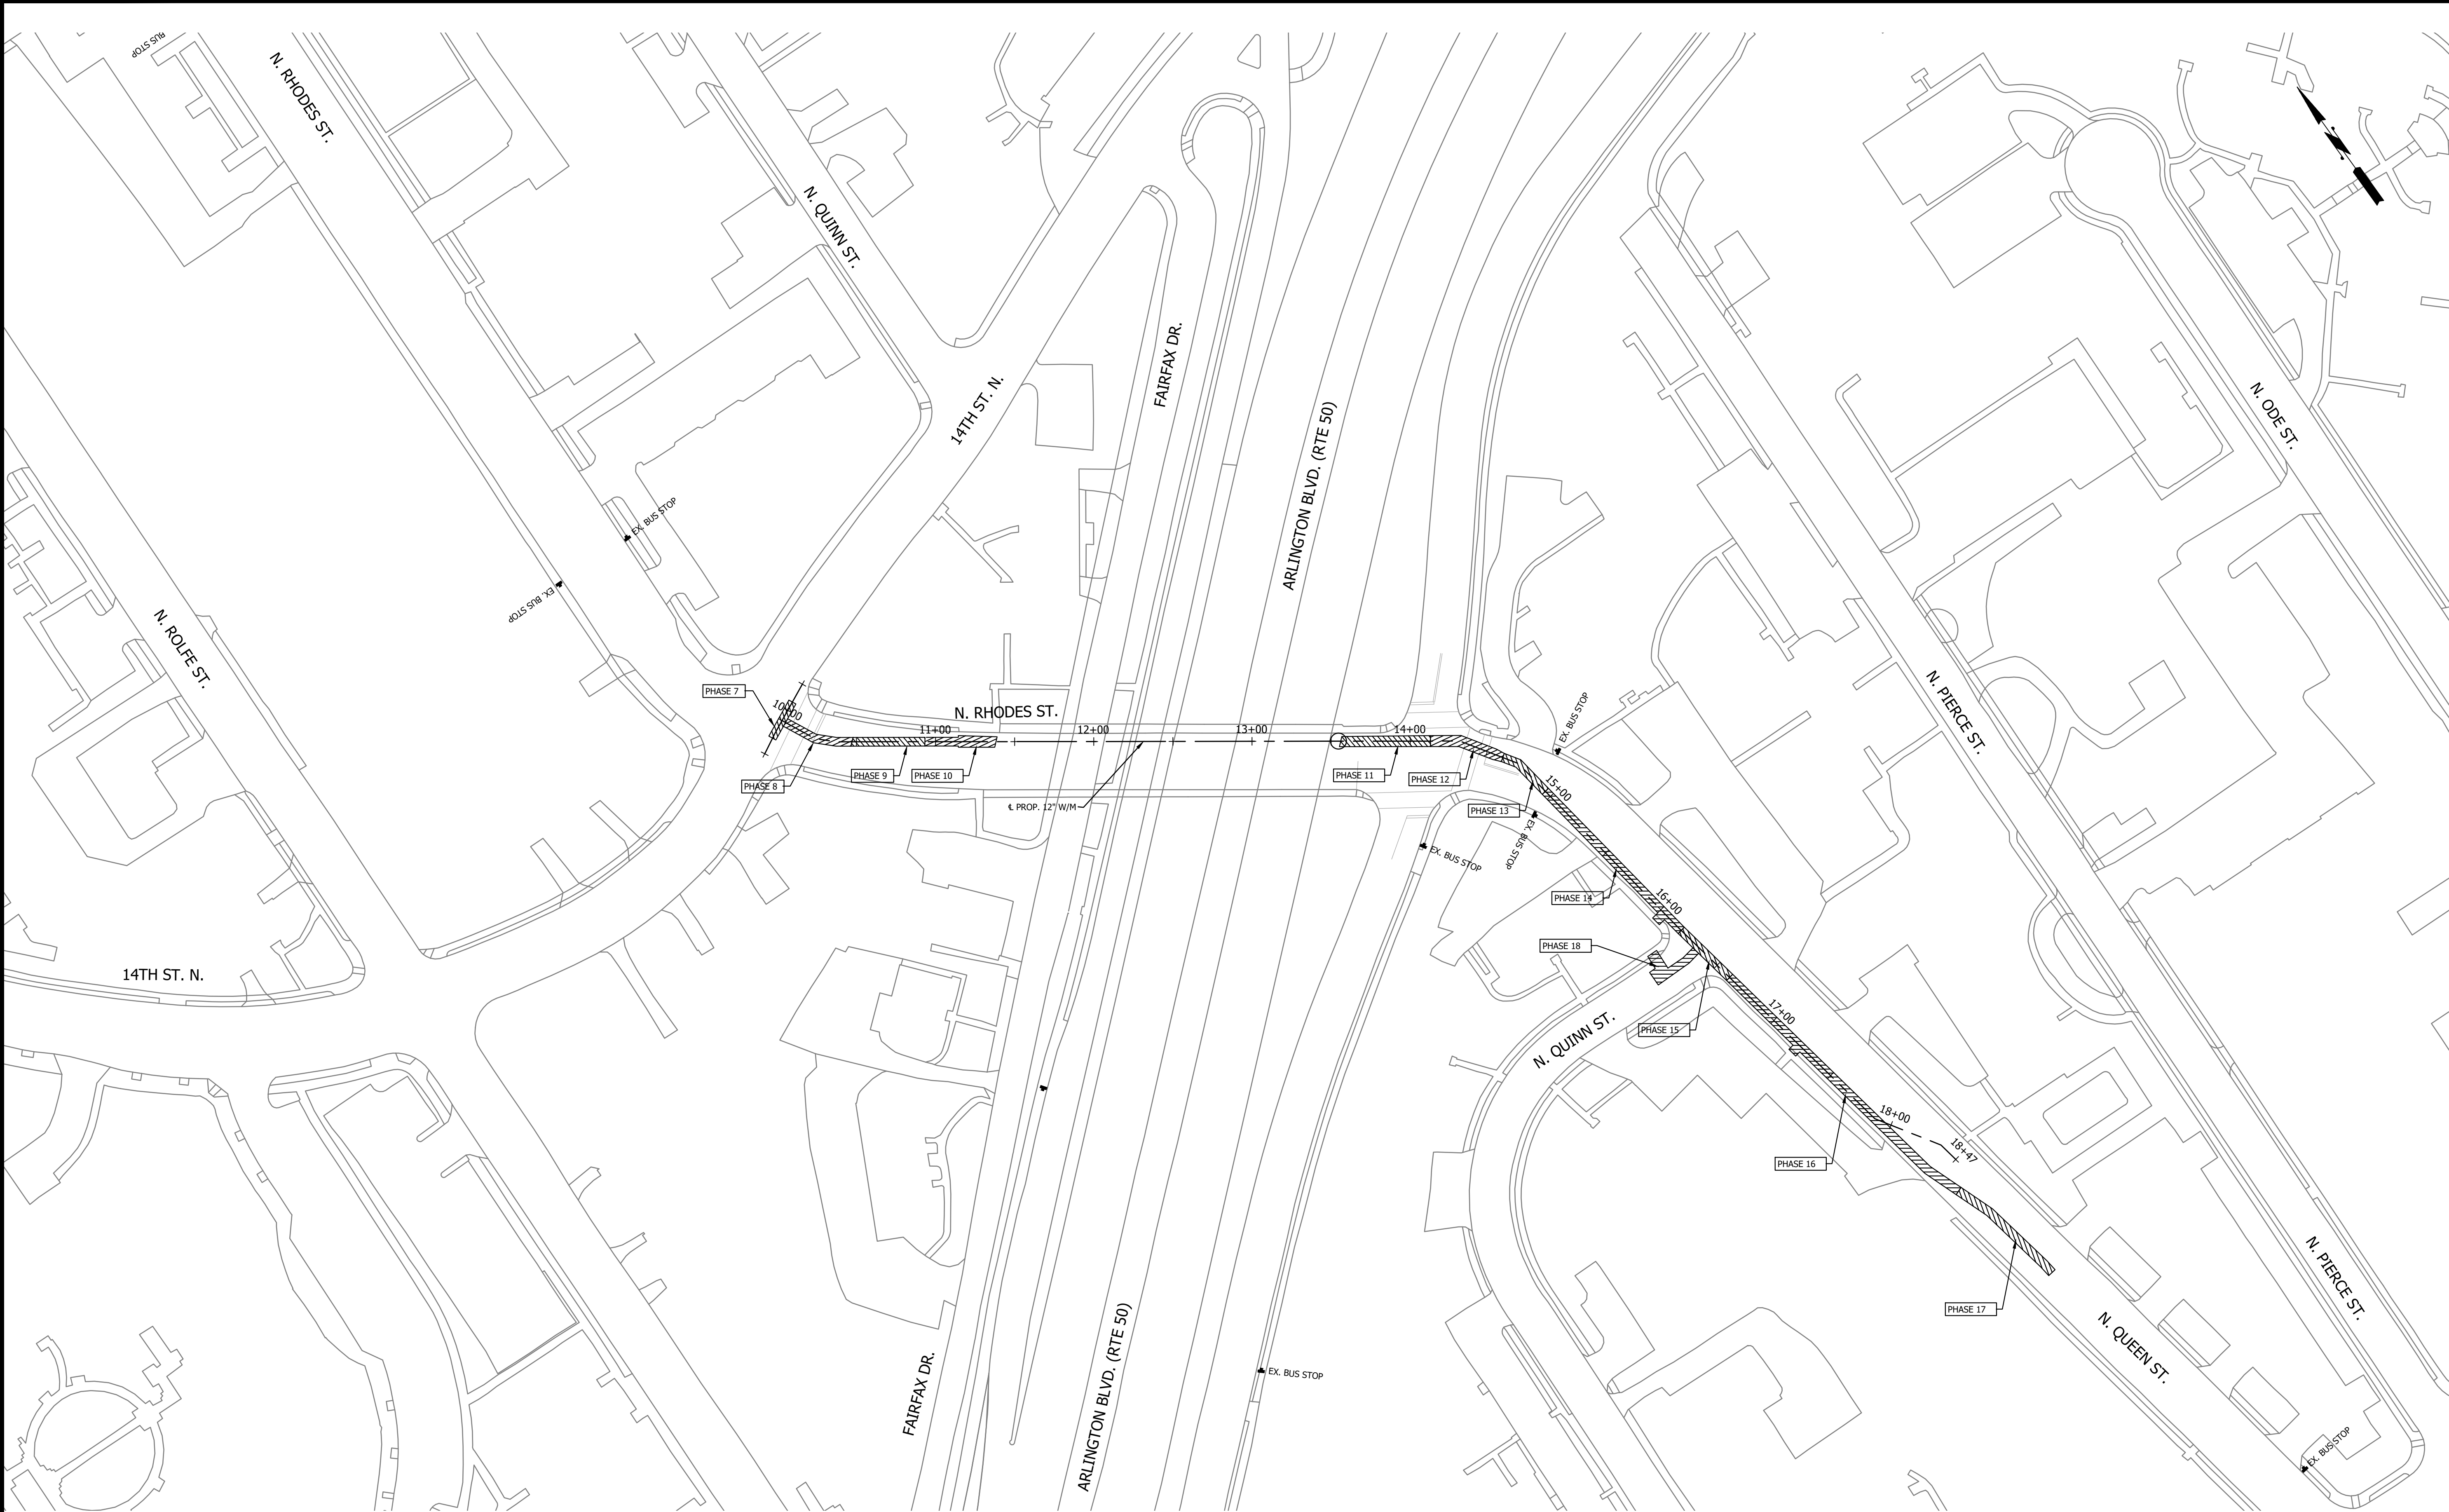 BUS STOP
N. RHODES ST.
N. QUINN ST.
N
14TH ST. N.
FAIRFAX DR.
ARLINGTON BLVD. (RTE 50)
N. ODE ST.
EX. BUS STOP
EX. BUS STOP
N. ROLFE ST.
N. PIERCE ST.
PHASE 7
10+00
N. RHODES ST.
11+00
12+00
13+00
14+00
EX. BUS STOP
PHASE 8
PHASE 9
PHASE 10
PHASE 11
PHASE 12
15+00
℄ PROP. 12" W/M
PHASE 13
EX. BUS STOP
EX. BUS STOP
PHASE 14
16+00
PHASE 18
14TH ST. N.
17+00
PHASE 15
N. QUINN ST.
18+00
18+47
PHASE 16
PHASE 17
N. PIERCE ST.
N. QUEEN ST.
FAIRFAX DR.
ARLINGTON BLVD. (RTE 50)
EX. BUS STOP
EX. BUS STOP